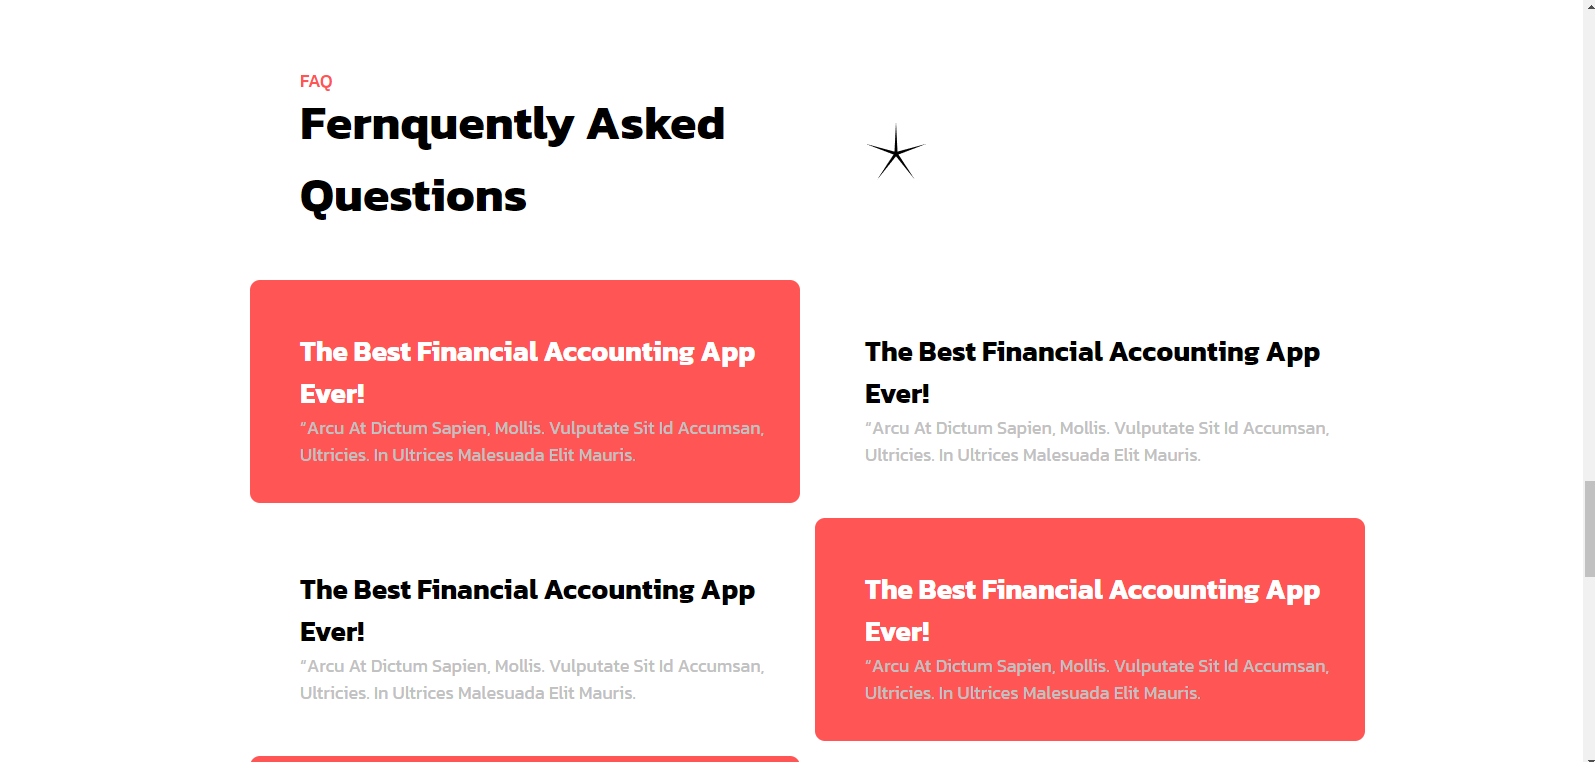 FAQ
Fernquently Asked
Questions
The Best Financial Accounting App
Ever!
“Arcu At Dictum Sapien, Mollis. Vulputate Sit Id Accumsan,
Ultricies. In Ultrices Malesuada Elit Mauris.
The Best Financial Accounting App
Ever!
“Arcu At Dictum Sapien, Mollis. Vulputate Sit Id Accumsan,
Ultricies. In Ultrices Malesuada Elit Mauris.
The Best Financial Accounting App
Ever!
“Arcu At Dictum Sapien, Mollis. Vulputate Sit Id Accumsan,
Ultricies. In Ultrices Malesuada Elit Mauris.
The Best Financial Accounting App
Ever!
“Arcu At Dictum Sapien, Mollis. Vulputate Sit Id Accumsan,
Ultricies. In Ultrices Malesuada Elit Mauris.